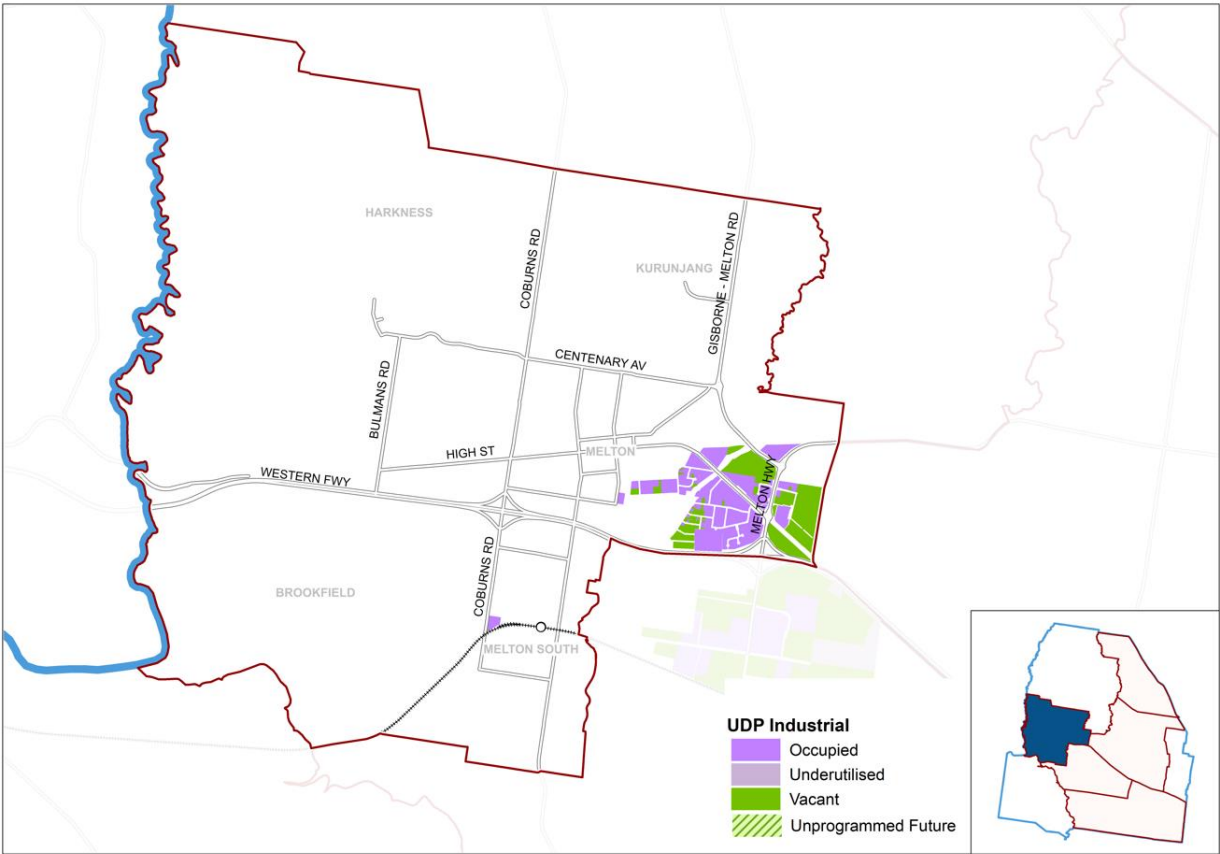 HARKNESS
COBURNS RD
KURUNJANG
GISBORNE - MELTON RD
CENTENARY AV
BULMANS RD
HIGH ST
MELTON
WESTERN FWY
MELTON HWY
COBURNS RD
BROOKFIELD
MELTON SOUTH
UDP Industrial
Occupied
Underutilised
Vacant
Unprogrammed Future